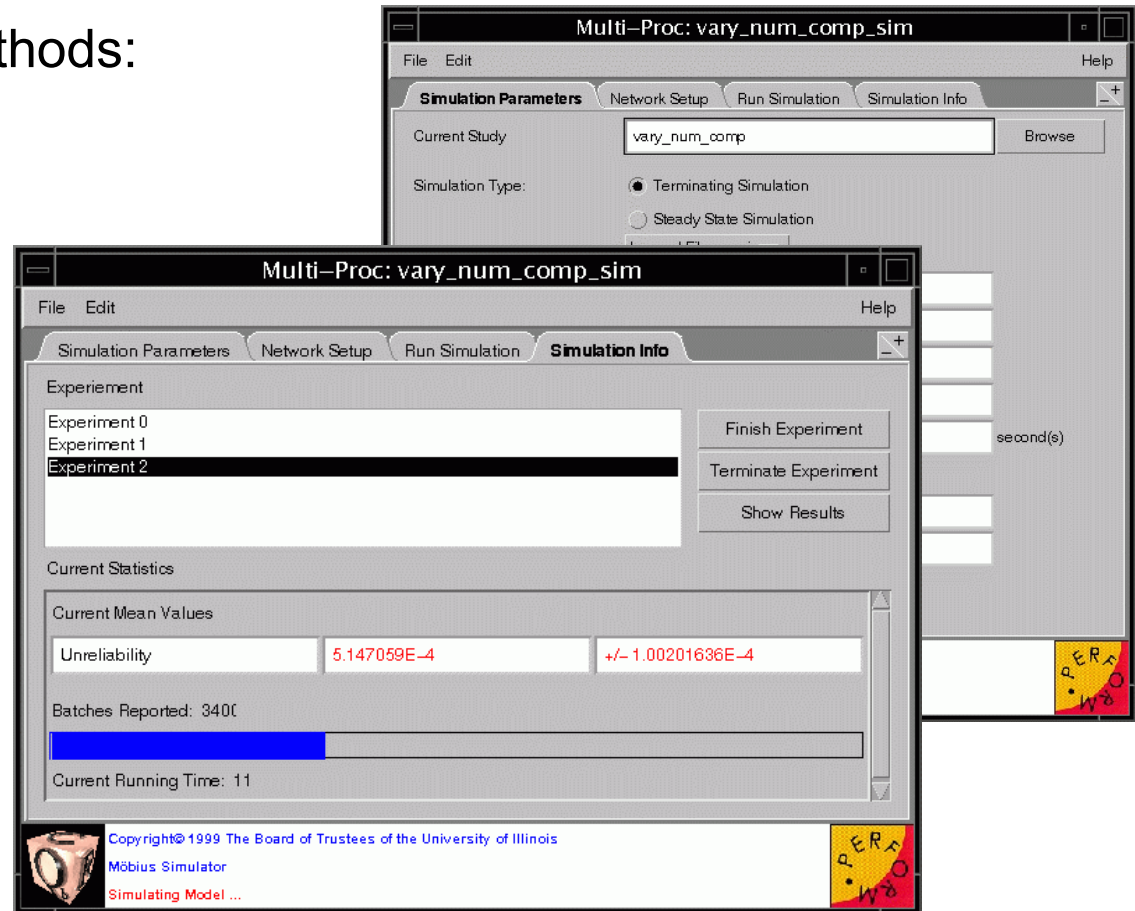 thods:
Multi–Proc: vary_num_comp_sim
File Edit Help
Simulation Parameters Network Setup Run Simulation Simulation Info
Current Study vary_num_comp Browse
Simulation Type: Terminating Simulation
Steady State Simulation
second(s)
PERFORM
Multi–Proc: vary_num_comp_sim
File Edit Help
Simulation Parameters Network Setup Run Simulation Simulation Info
Experiement
Experiment 0
Experiment 1
Experiment 2
Finish Experiment
Terminate Experiment
Show Results
Current Statistics
Current Mean Values
Unreliability 5.147059E–4 +/– 1.00201636E–4
Batches Reported: 3400
Current Running Time: 11
Copyright© 1999 The Board of Trustees of the University of Illinois
Möbius Simulator
Simulating Model ...
PERFORM